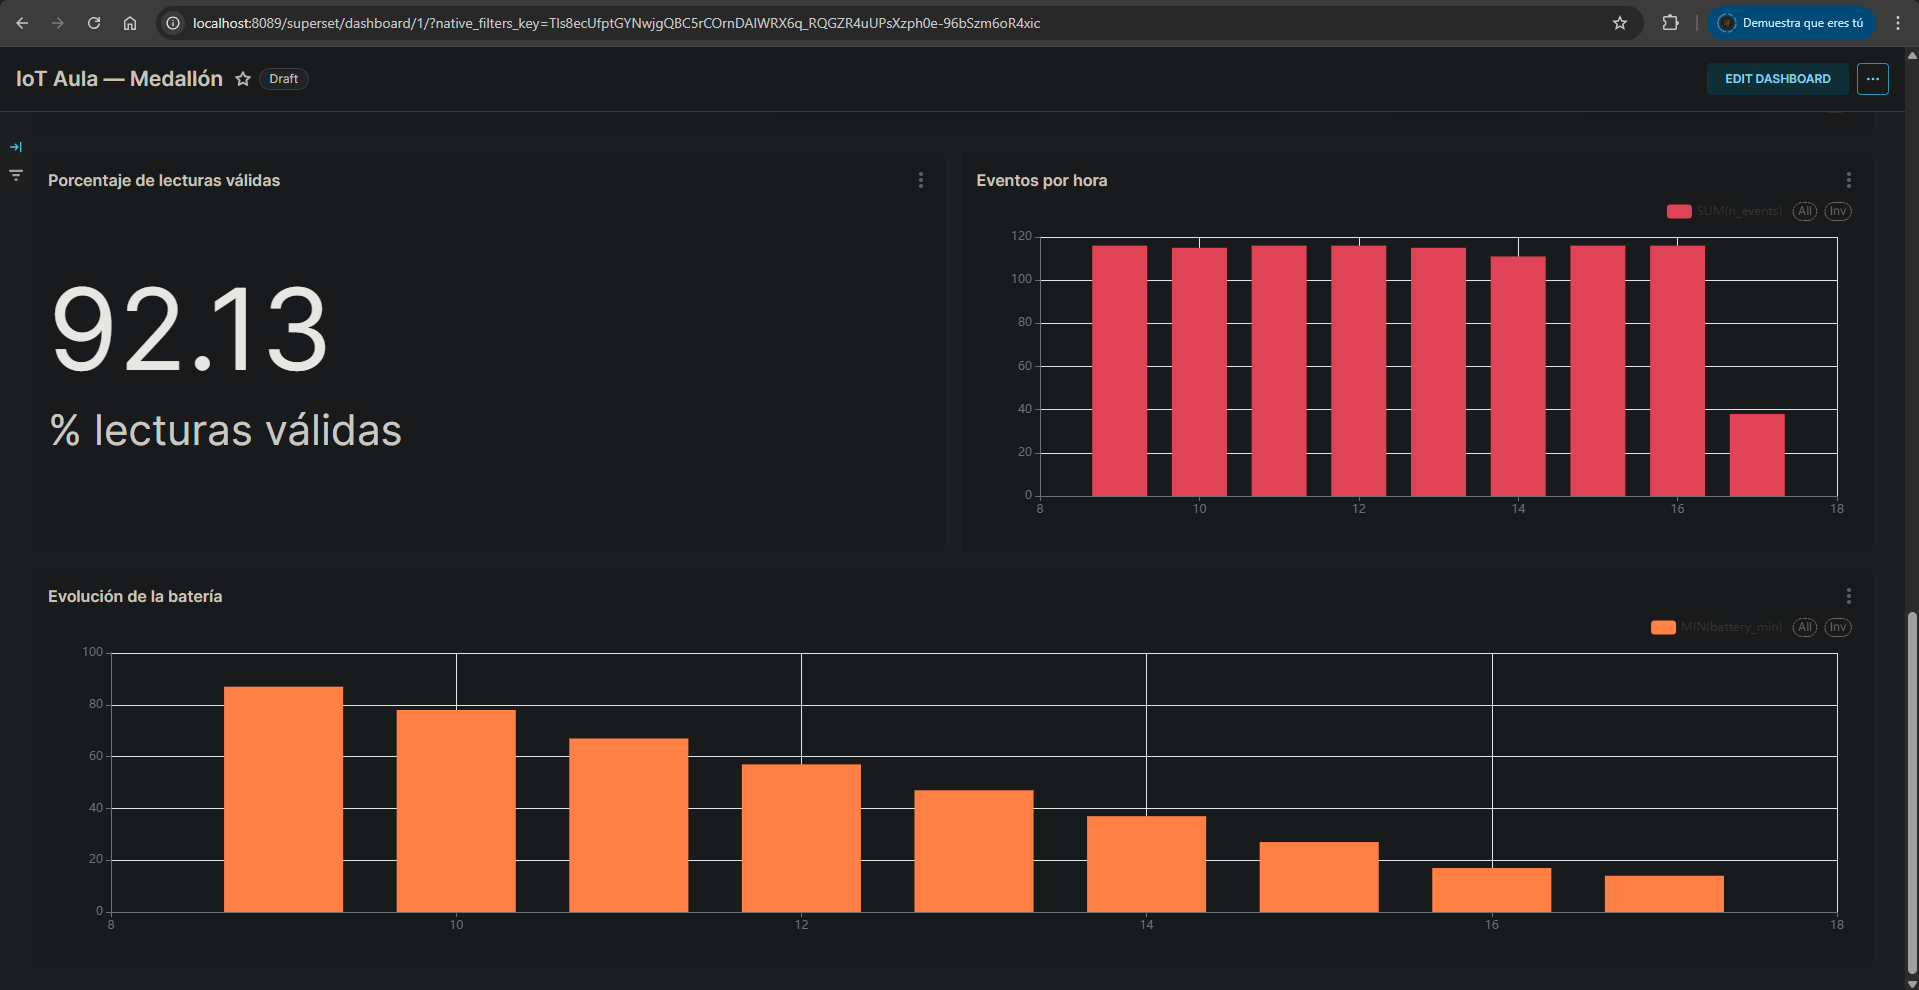 localhost:8089/superset/dashboard/1/?native_filters_key=Tls8ecUfptGYNwjgQBC5rCOrnDAlWRX6q_RQGZR4uUPsXzph0e-96bSzm6oR4xic
Demuestra que eres tú
IoT Aula — Medallón
Draft
EDIT DASHBOARD
Porcentaje de lecturas válidas
92.13
% lecturas válidas
Eventos por hora
SUM(n_events) All Inv
120
100
80
60
40
20
0
8 10 12 14 16 18
Evolución de la batería
MIN(battery_min) All Inv
100
80
60
40
20
0
8 10 12 14 16 18